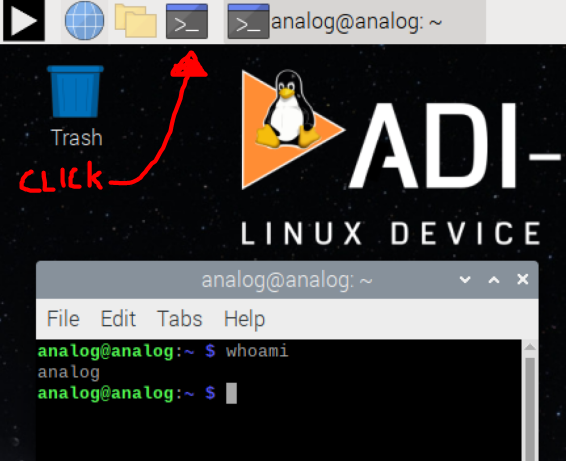 >_ >_ analog@analog: ~
Trash
CLICK
ADI-
LINUX DEVICE
analog@analog: ~
File Edit Tabs Help
analog@analog:~ $ whoami
analog
analog@analog:~ $